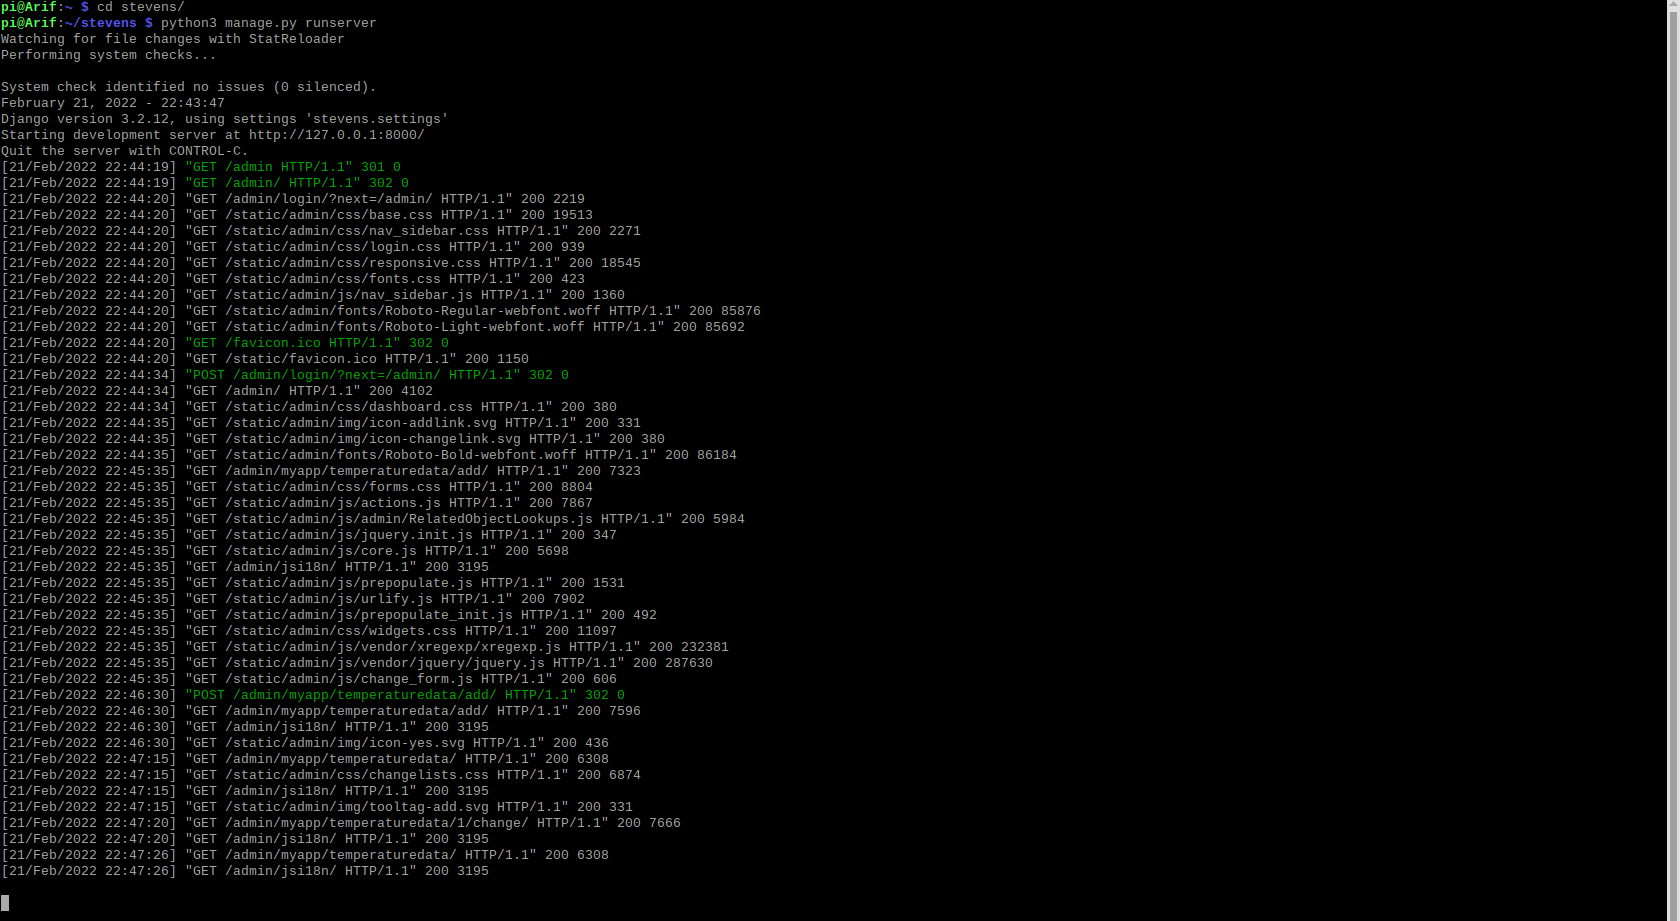 pi@Arif:~ $ cd stevens/
pi@Arif:~/stevens $ python3 manage.py runserver
Watching for file changes with StatReloader
Performing system checks...
System check identified no issues (0 silenced).
February 21, 2022 - 22:43:47
Django version 3.2.12, using settings 'stevens.settings'
Starting development server at http://127.0.0.1:8000/
Quit the server with CONTROL-C.
[21/Feb/2022 22:44:19] "GET /admin HTTP/1.1" 301 0
[21/Feb/2022 22:44:19] "GET /admin/ HTTP/1.1" 302 0
[21/Feb/2022 22:44:20] "GET /admin/login/?next=/admin/ HTTP/1.1" 200 2219
[21/Feb/2022 22:44:20] "GET /static/admin/css/base.css HTTP/1.1" 200 19513
[21/Feb/2022 22:44:20] "GET /static/admin/css/nav_sidebar.css HTTP/1.1" 200 2271
[21/Feb/2022 22:44:20] "GET /static/admin/css/login.css HTTP/1.1" 200 939
[21/Feb/2022 22:44:20] "GET /static/admin/css/responsive.css HTTP/1.1" 200 18545
[21/Feb/2022 22:44:20] "GET /static/admin/css/fonts.css HTTP/1.1" 200 423
[21/Feb/2022 22:44:20] "GET /static/admin/js/nav_sidebar.js HTTP/1.1" 200 1360
[21/Feb/2022 22:44:20] "GET /static/admin/fonts/Roboto-Regular-webfont.woff HTTP/1.1" 200 85876
[21/Feb/2022 22:44:20] "GET /static/admin/fonts/Roboto-Light-webfont.woff HTTP/1.1" 200 85692
[21/Feb/2022 22:44:20] "GET /favicon.ico HTTP/1.1" 302 0
[21/Feb/2022 22:44:20] "GET /static/favicon.ico HTTP/1.1" 200 1150
[21/Feb/2022 22:44:34] "POST /admin/login/?next=/admin/ HTTP/1.1" 302 0
[21/Feb/2022 22:44:34] "GET /admin/ HTTP/1.1" 200 4102
[21/Feb/2022 22:44:34] "GET /static/admin/css/dashboard.css HTTP/1.1" 200 380
[21/Feb/2022 22:44:35] "GET /static/admin/img/icon-addlink.svg HTTP/1.1" 200 331
[21/Feb/2022 22:44:35] "GET /static/admin/img/icon-changelink.svg HTTP/1.1" 200 380
[21/Feb/2022 22:44:35] "GET /static/admin/fonts/Roboto-Bold-webfont.woff HTTP/1.1" 200 86184
[21/Feb/2022 22:45:35] "GET /admin/myapp/temperaturedata/add/ HTTP/1.1" 200 7323
[21/Feb/2022 22:45:35] "GET /static/admin/css/forms.css HTTP/1.1" 200 8804
[21/Feb/2022 22:45:35] "GET /static/admin/js/actions.js HTTP/1.1" 200 7867
[21/Feb/2022 22:45:35] "GET /static/admin/js/admin/RelatedObjectLookups.js HTTP/1.1" 200 5984
[21/Feb/2022 22:45:35] "GET /static/admin/js/jquery.init.js HTTP/1.1" 200 347
[21/Feb/2022 22:45:35] "GET /static/admin/js/core.js HTTP/1.1" 200 5698
[21/Feb/2022 22:45:35] "GET /admin/jsi18n/ HTTP/1.1" 200 3195
[21/Feb/2022 22:45:35] "GET /static/admin/js/prepopulate.js HTTP/1.1" 200 1531
[21/Feb/2022 22:45:35] "GET /static/admin/js/urlify.js HTTP/1.1" 200 7902
[21/Feb/2022 22:45:35] "GET /static/admin/js/prepopulate_init.js HTTP/1.1" 200 492
[21/Feb/2022 22:45:35] "GET /static/admin/css/widgets.css HTTP/1.1" 200 11097
[21/Feb/2022 22:45:35] "GET /static/admin/js/vendor/xregexp/xregexp.js HTTP/1.1" 200 232381
[21/Feb/2022 22:45:35] "GET /static/admin/js/vendor/jquery/jquery.js HTTP/1.1" 200 287630
[21/Feb/2022 22:45:35] "GET /static/admin/js/change_form.js HTTP/1.1" 200 606
[21/Feb/2022 22:46:30] "POST /admin/myapp/temperaturedata/add/ HTTP/1.1" 302 0
[21/Feb/2022 22:46:30] "GET /admin/myapp/temperaturedata/add/ HTTP/1.1" 200 7596
[21/Feb/2022 22:46:30] "GET /admin/jsi18n/ HTTP/1.1" 200 3195
[21/Feb/2022 22:46:30] "GET /static/admin/img/icon-yes.svg HTTP/1.1" 200 436
[21/Feb/2022 22:47:15] "GET /admin/myapp/temperaturedata/ HTTP/1.1" 200 6308
[21/Feb/2022 22:47:15] "GET /static/admin/css/changelists.css HTTP/1.1" 200 6874
[21/Feb/2022 22:47:15] "GET /admin/jsi18n/ HTTP/1.1" 200 3195
[21/Feb/2022 22:47:15] "GET /static/admin/img/tooltag-add.svg HTTP/1.1" 200 331
[21/Feb/2022 22:47:20] "GET /admin/myapp/temperaturedata/1/change/ HTTP/1.1" 200 7666
[21/Feb/2022 22:47:20] "GET /admin/jsi18n/ HTTP/1.1" 200 3195
[21/Feb/2022 22:47:26] "GET /admin/myapp/temperaturedata/ HTTP/1.1" 200 6308
[21/Feb/2022 22:47:26] "GET /admin/jsi18n/ HTTP/1.1" 200 3195